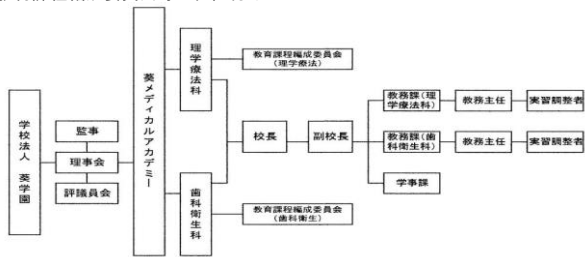 学校法人 葵学園
監事
理事会
評議員会
葵メディカルアカデミー
理学療法科
歯科衛生科
教育課程編成委員会
(理学療法)
校長
副校長
教育課程編成委員会
(歯科衛生)
教務課(理
学療法科)
教務主任
実習調整者
教務課(歯
科衛生科)
教務主任
実習調整者
学事課